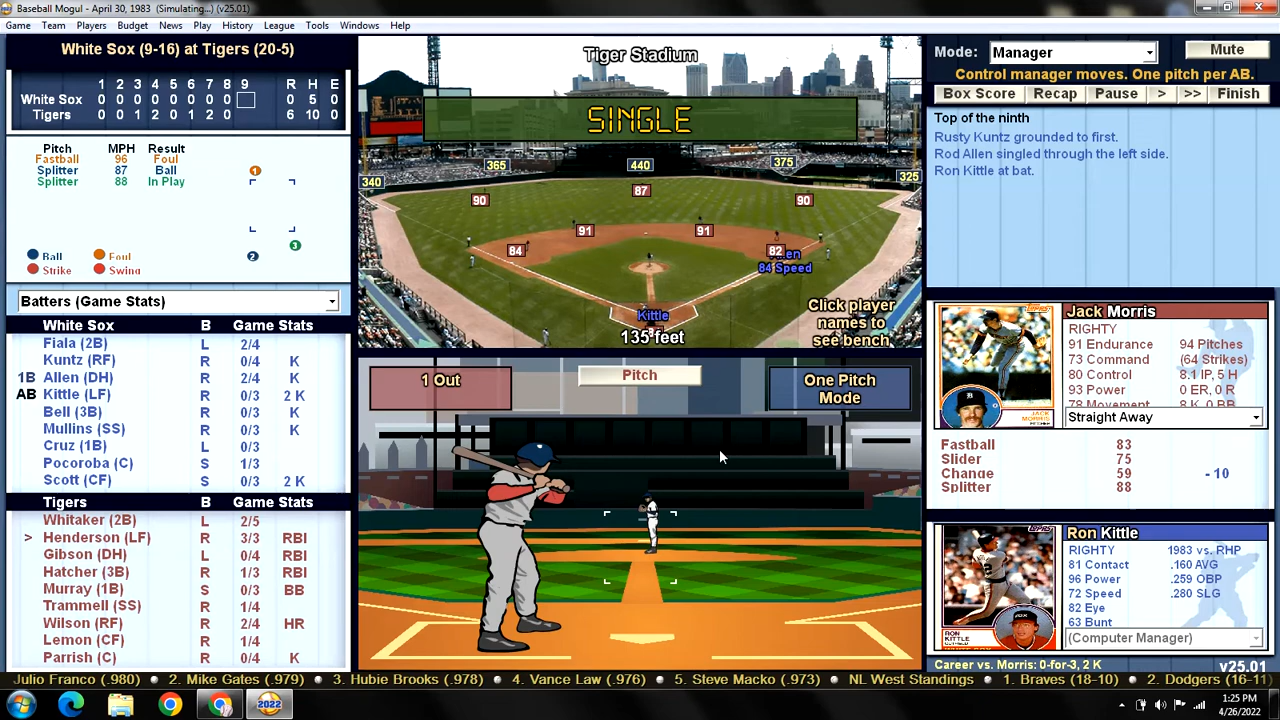 Baseball Mogul - April 30, 1983 (Simulating...) (v25.01)
Game Team Players Budget News Play History League Tools Windows Help
White Sox (9-16) at Tigers (20-5)
1 2 3 4 5 6 7 8 9 R H E
White Sox 0 0 0 0 0 0 0 0 0 5 0
Tigers 0 0 1 2 0 1 2 0 6 10 0
Pitch MPH Result
Fastball 96 Foul
Splitter 87 Ball
Splitter 88 In Play
1
3
2
Ball Foul
Strike Swing
Batters (Game Stats)
White Sox B Game Stats
Fiala (2B) L 2/4
Kuntz (RF) R 0/4 K
1B Allen (DH) R 2/4 K
AB Kittle (LF) R 0/3 2 K
Bell (3B) R 0/3 K
Mullins (SS) R 0/3 K
Cruz (1B) L 0/3
Pocoroba (C) S 1/3
Scott (CF) S 0/3 2 K
Tigers B Game Stats
Whitaker (2B) L 2/5
> Henderson (LF) R 3/3 RBI
Gibson (DH) L 0/4 RBI
Hatcher (3B) R 1/3 RBI
Murray (1B) S 0/3 BB
Trammell (SS) R 1/4
Wilson (RF) R 2/4 HR
Lemon (CF) R 1/4
Parrish (C) R 0/4 K
Tiger Stadium
SINGLE
365 440 375
340 325
90 87 90
91 91
84 82
84 Speed
Kittle
135 feet
Click player
names to
see bench
1 Out
Pitch
One Pitch
Mode
Mode: Manager Mute
Control manager moves. One pitch per AB.
Box Score Recap Pause > >> Finish
Top of the ninth
Rusty Kuntz grounded to first.
Rod Allen singled through the left side.
Ron Kittle at bat.
Jack Morris
RIGHTY
91 Endurance 94 Pitches
73 Command (64 Strikes)
80 Control 8.1 IP, 5 H
93 Power 0 ER, 0 R
78 Movement 8 K, 0 BB
Straight Away
Fastball 83
Slider 75
Change 59 - 10
Splitter 88
Ron Kittle
RIGHTY 1983 vs. RHP
81 Contact .160 AVG
96 Power .259 OBP
72 Speed .280 SLG
82 Eye
63 Bunt
(Computer Manager)
Career vs. Morris: 0-for-3, 2 K
v25.01
Julio Franco (.980) 2. Mike Gates (.979) 3. Hubie Brooks (.978) 4. Vance Law (.976) 5. Steve Macko (.973) NL West Standings 1. Braves (18-10) 2. Dodgers (16-11)
2022
1:25 PM
4/26/2022